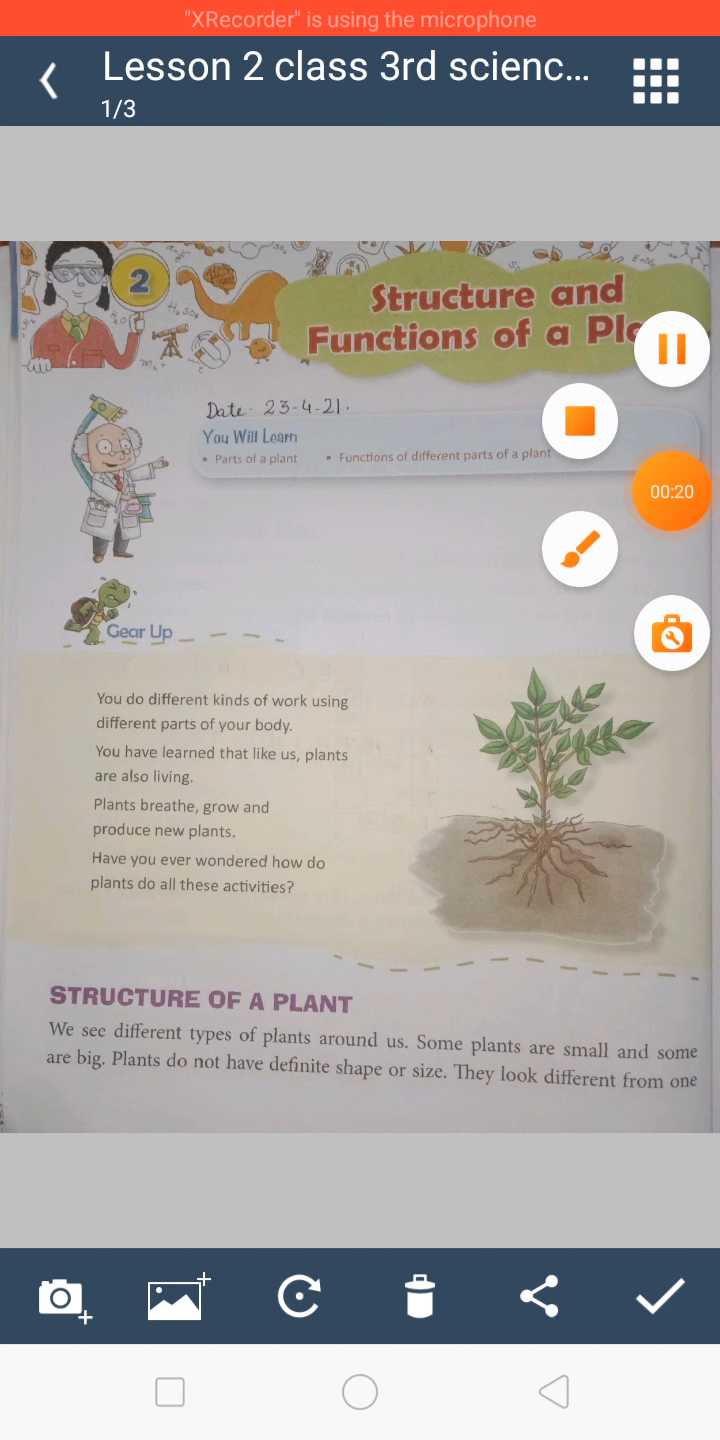 "XRecorder" is using the microphone
Lesson 2 class 3rd scienc...
1/3
2
Structure and
Functions of a
Date - 23-4-21.
You Will Learn
• Parts of a plant • Functions of different parts of a plant
00:20
Gear Up
You do different kinds of work using
different parts of your body.
You have learned that like us, plants
are also living.
Plants breathe, grow and
produce new plants.
Have you ever wondered how do
plants do all these activities?
STRUCTURE OF A PLANT
We see different types of plants around us. Some plants are small and some
are big. Plants do not have definite shape or size. They look different from one